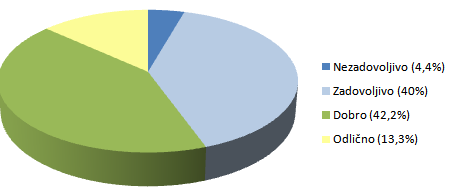 Nezadovoljivo (4,4%)
Zadovoljivo (40%)
Dobro (42,2%)
Odlično (13,3%)